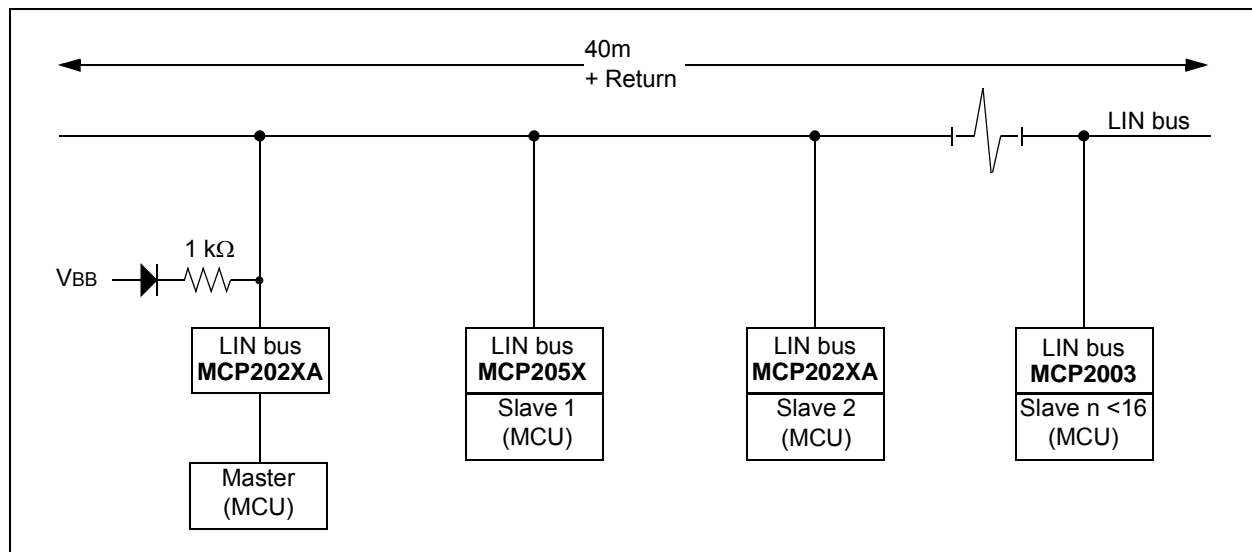 40m
+ Return
LIN bus
1 kΩ
VBB
LIN bus
MCP202XA
Master
(MCU)
LIN bus
MCP205X
Slave 1
(MCU)
LIN bus
MCP202XA
Slave 2
(MCU)
LIN bus
MCP2003
Slave n <16
(MCU)